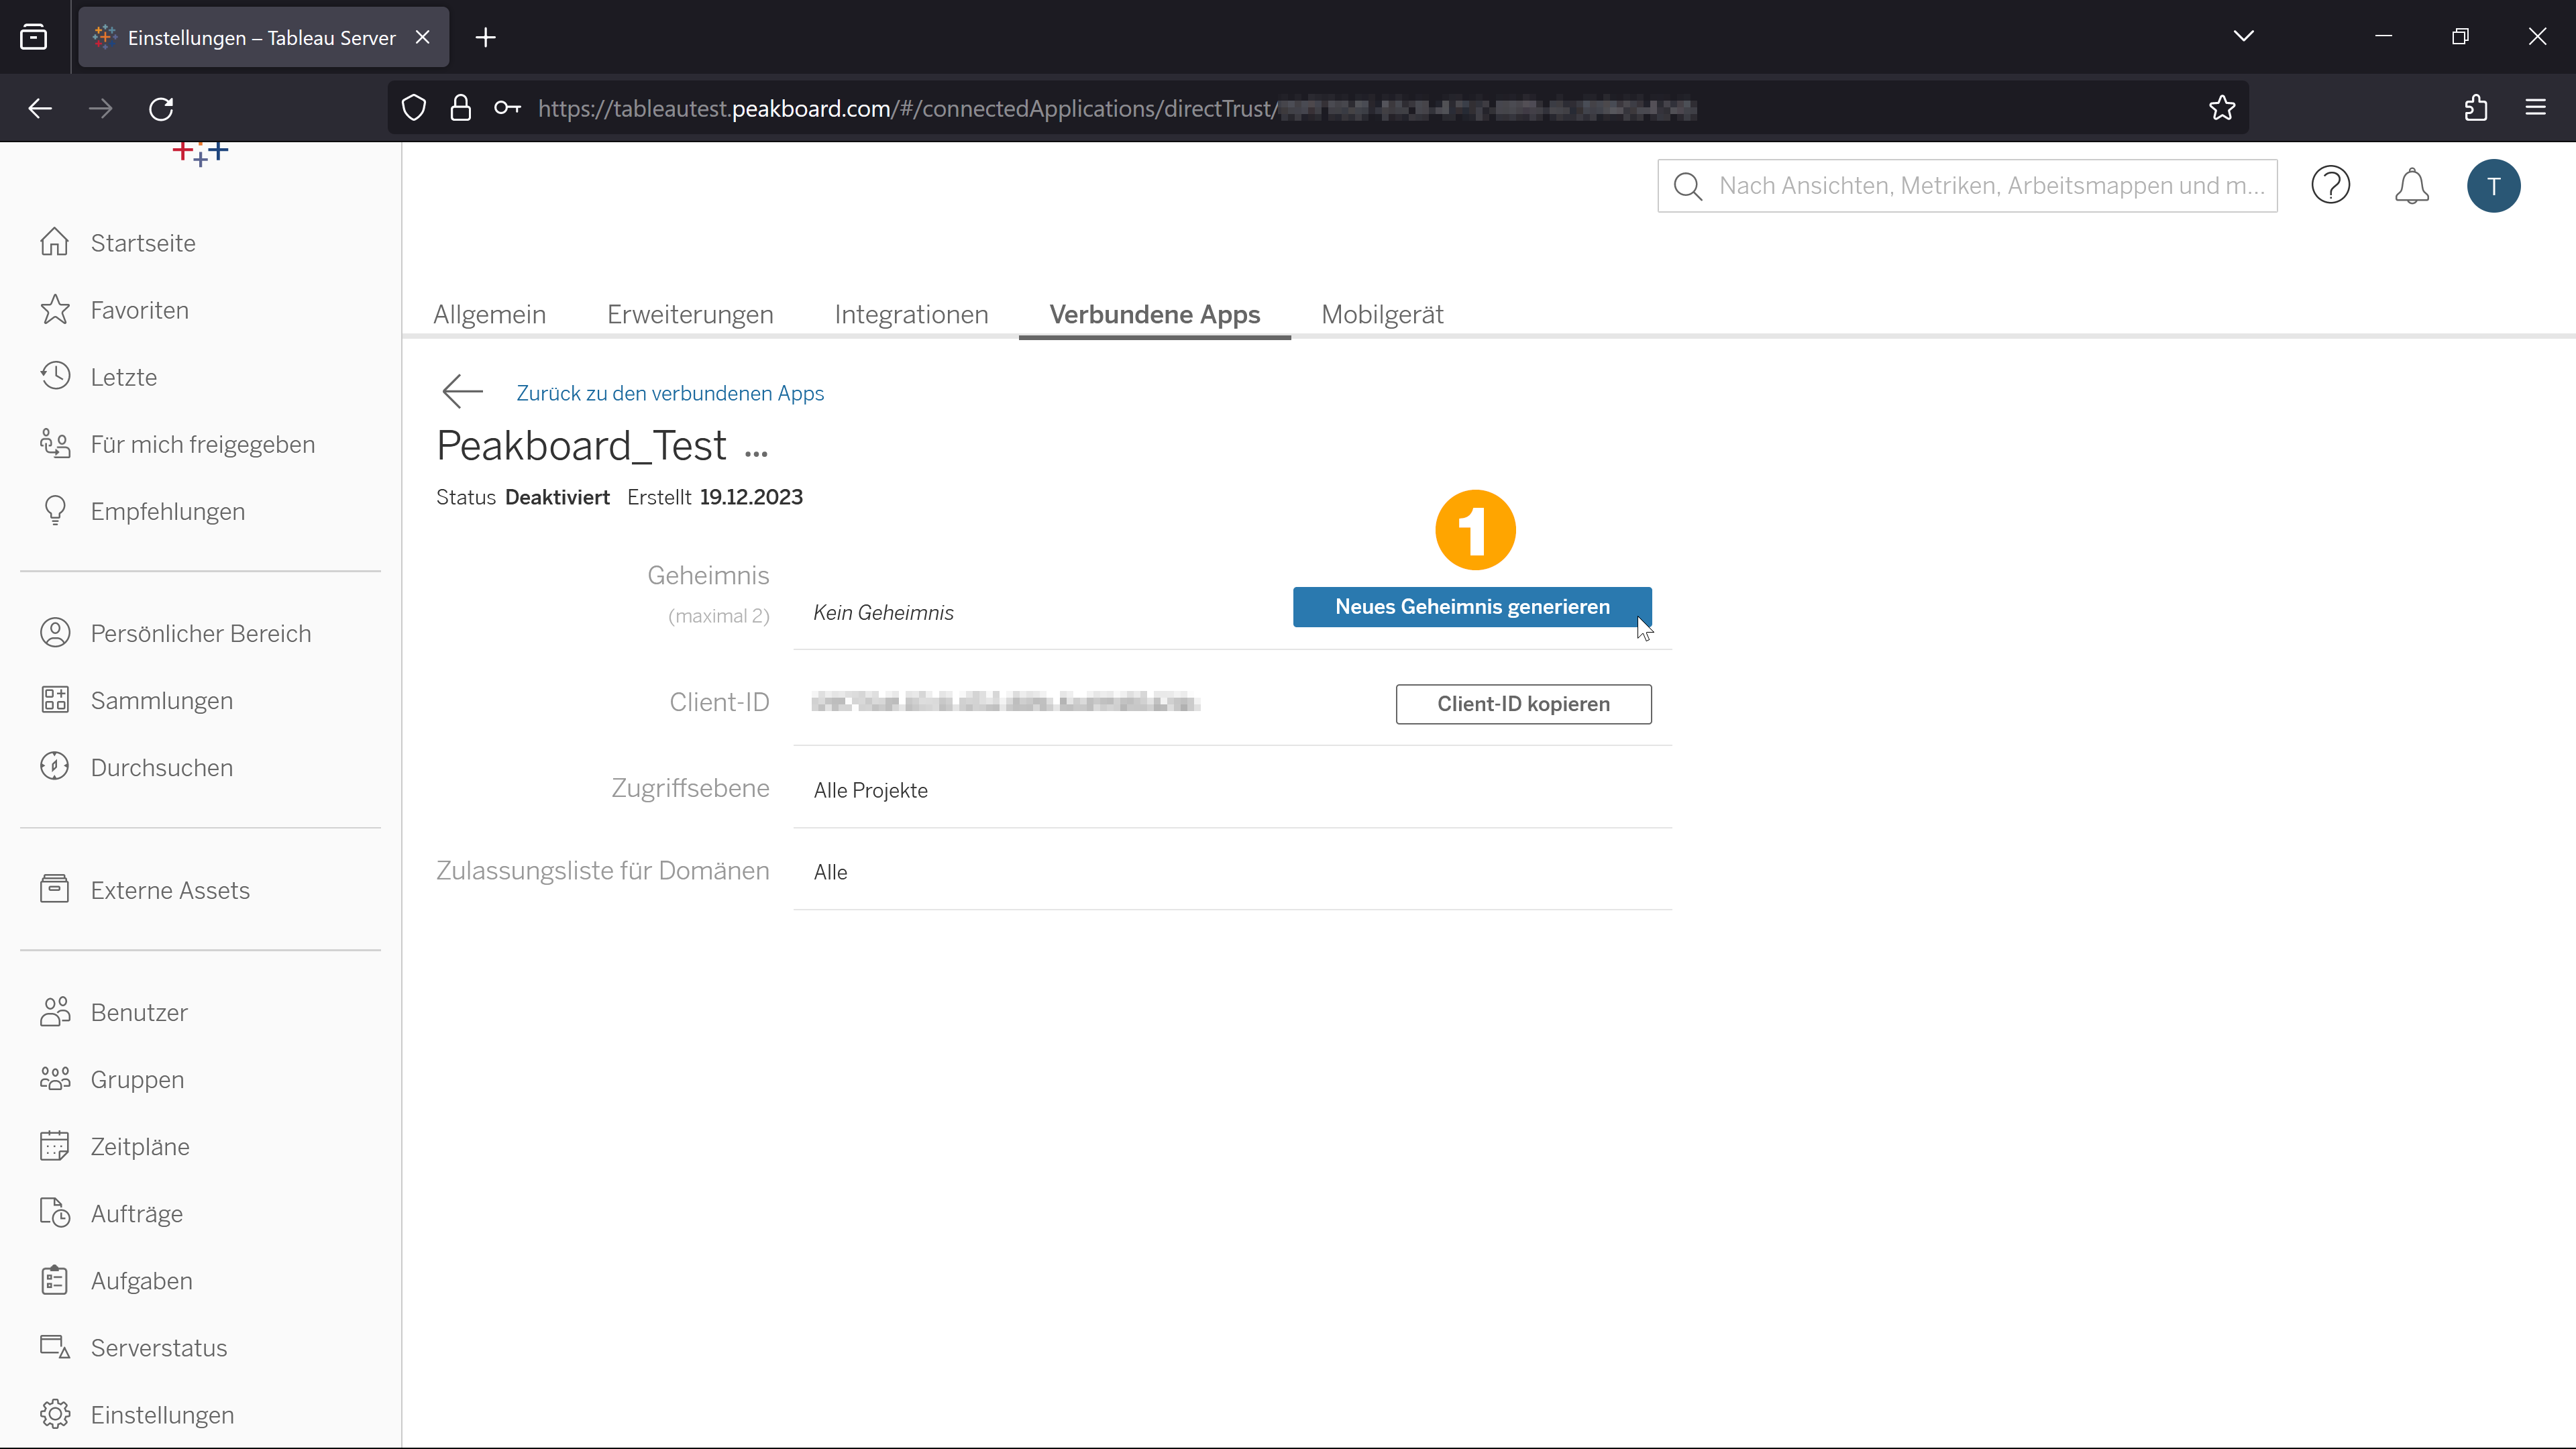 Einstellungen – Tableau Server
https://tableautest.peakboard.com/#/connectedApplications/directTrust/
Nach Ansichten, Metriken, Arbeitsmappen und m...
T
Startseite
Favoriten
Letzte
Für mich freigegeben
Empfehlungen
Persönlicher Bereich
Sammlungen
Durchsuchen
Externe Assets
Benutzer
Gruppen
Zeitpläne
Aufträge
Aufgaben
Serverstatus
Einstellungen
Allgemein Erweiterungen Integrationen Verbundene Apps Mobilgerät
Zurück zu den verbundenen Apps
Peakboard_Test ...
Status Deaktiviert Erstellt 19.12.2023
1
Geheimnis
(maximal 2)
Kein Geheimnis
Neues Geheimnis generieren
Client-ID
Client-ID kopieren
Zugriffsebene Alle Projekte
Zulassungsliste für Domänen Alle